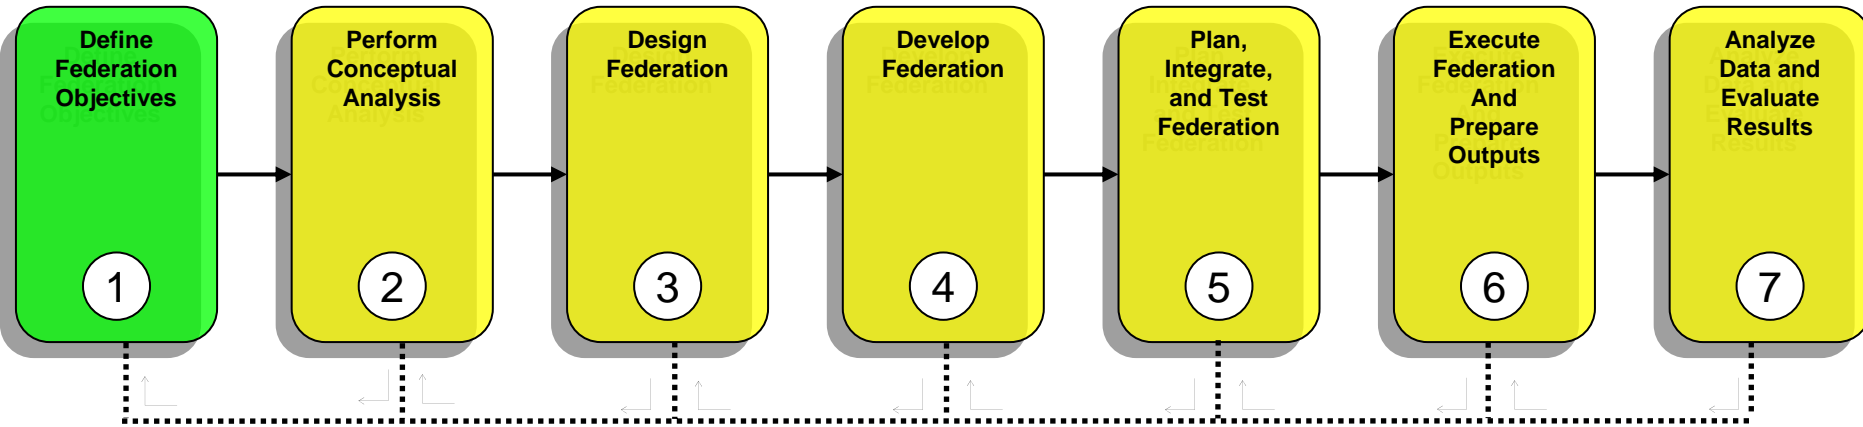 Define
Federation
Objectives
1
Perform
Conceptual
Analysis
2
Design
Federation
3
Develop
Federation
4
Plan,
Integrate,
and Test
Federation
5
Execute
Federation
And
Prepare
Outputs
6
Analyze
Data and
Evaluate
Results
7